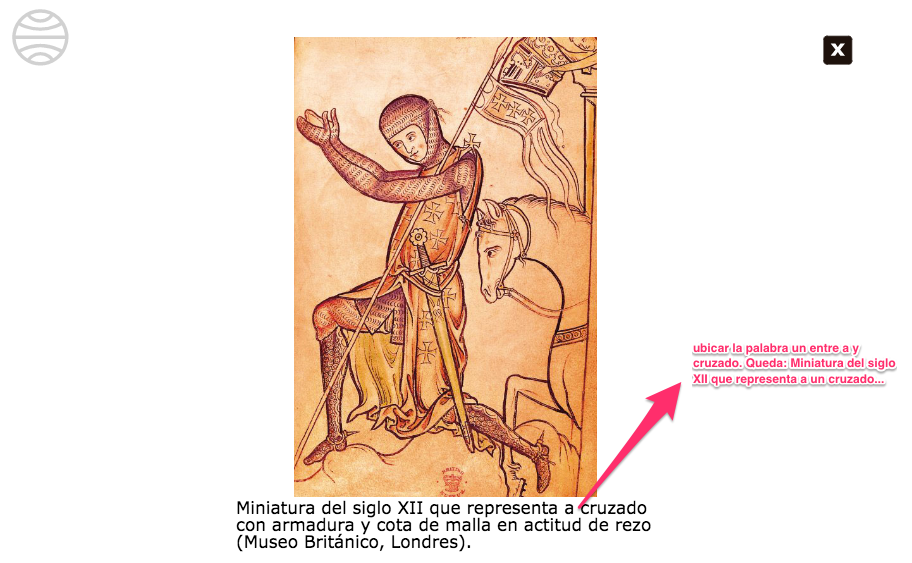 X
ubicar la palabra un entre a y
cruzado. Queda: Miniatura del siglo
XII que representa a un cruzado...
Miniatura del siglo XII que representa a cruzado
con armadura y cota de malla en actitud de rezo
(Museo Británico, Londres).